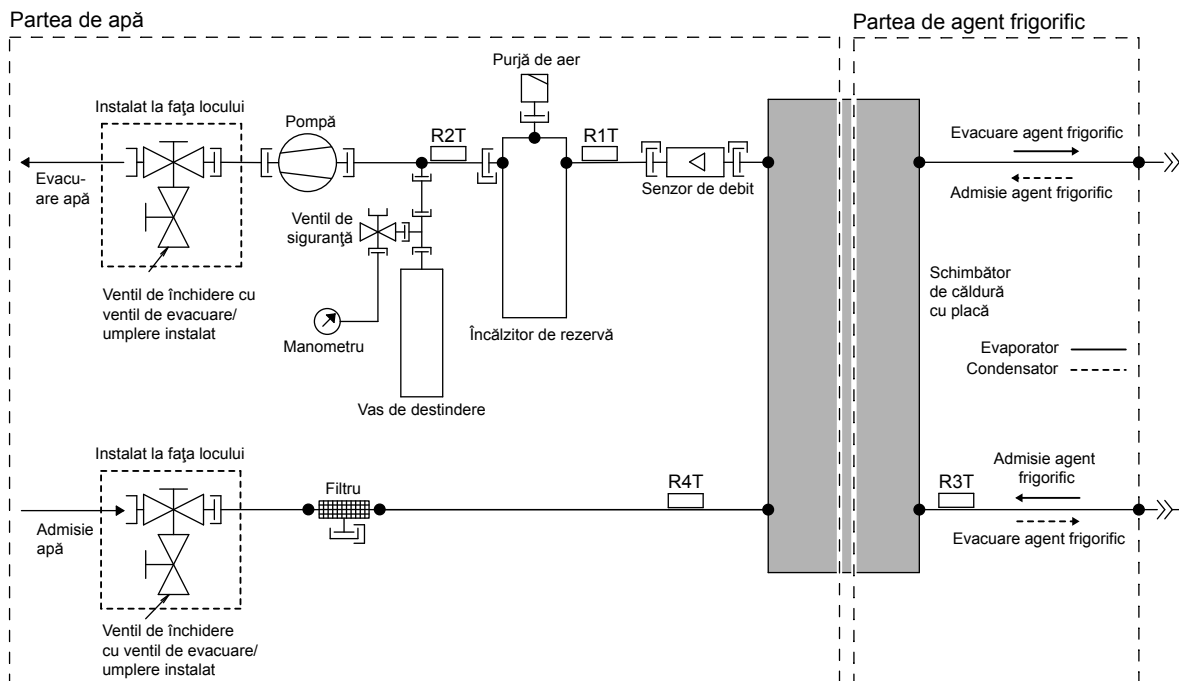 Partea de apă
Partea de agent frigorific
Purjă de aer
Instalat la faţa locului
Pompă
R2T
R1T
Evacuare agent frigorific
Evacu-
are apă
Senzor de debit
Admisie agent frigorific
Ventil de
siguranţă
Ventil de închidere cu
ventil de evacuare/
umplere instalat
Schimbător
de căldură
cu placă
Manometru
Încălzitor de rezervă
Evaporator
Condensator
Vas de destindere
Instalat la faţa locului
Filtru
R4T
R3T
Admisie agent
frigorific
Admisie
apă
Evacuare agent frigorific
Ventil de închidere
cu ventil de evacuare/
umplere instalat